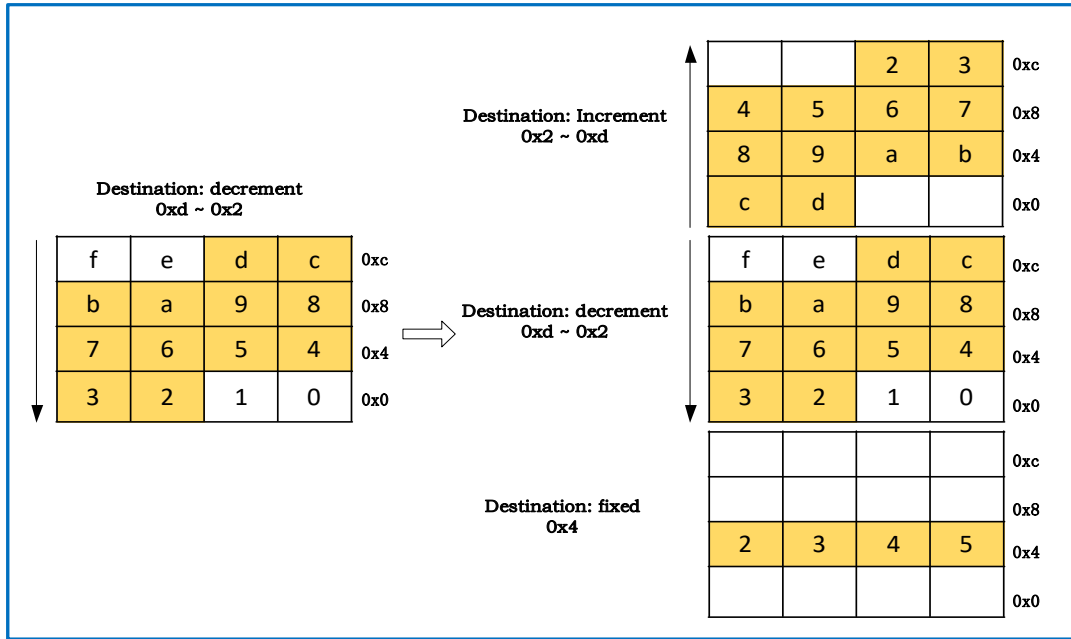 Destination: decrement
0xd ~ 0x2
f e d c 0xc
b a 9 8 0x8
7 6 5 4 0x4
3 2 1 0 0x0
Destination: Increment
0x2 ~ 0xd
2 3 0xc
4 5 6 7 0x8
8 9 a b 0x4
c d 0x0
Destination: decrement
0xd ~ 0x2
f e d c 0xc
b a 9 8 0x8
7 6 5 4 0x4
3 2 1 0 0x0
Destination: fixed
0x4
0xc
0x8
2 3 4 5 0x4
0x0